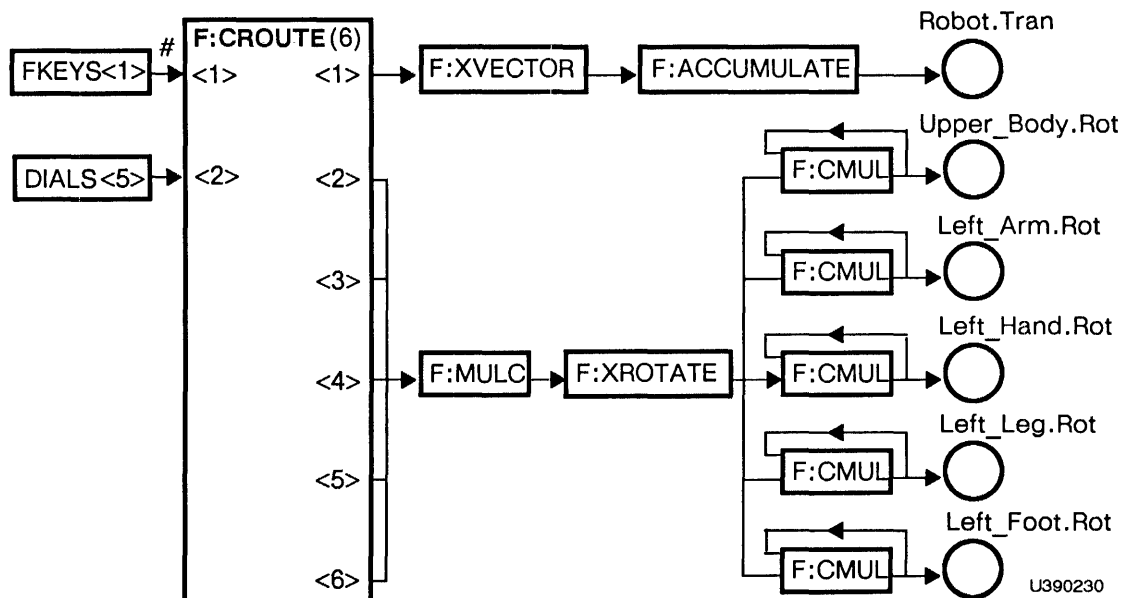 Robot.Tran
#
F:CROUTE(6)
FKEYS<1>
<1>
<1>
F:XVECTOR
F:ACCUMULATE
Upper_Body.Rot
DIALS<5>
<2>
<2>
F:CMUL
Left_Arm.Rot
<3>
F:CMUL
Left_Hand.Rot
<4>
F:MULC
F:XROTATE
F:CMUL
Left_Leg.Rot
<5>
F:CMUL
Left_Foot.Rot
<6>
F:CMUL
U390230